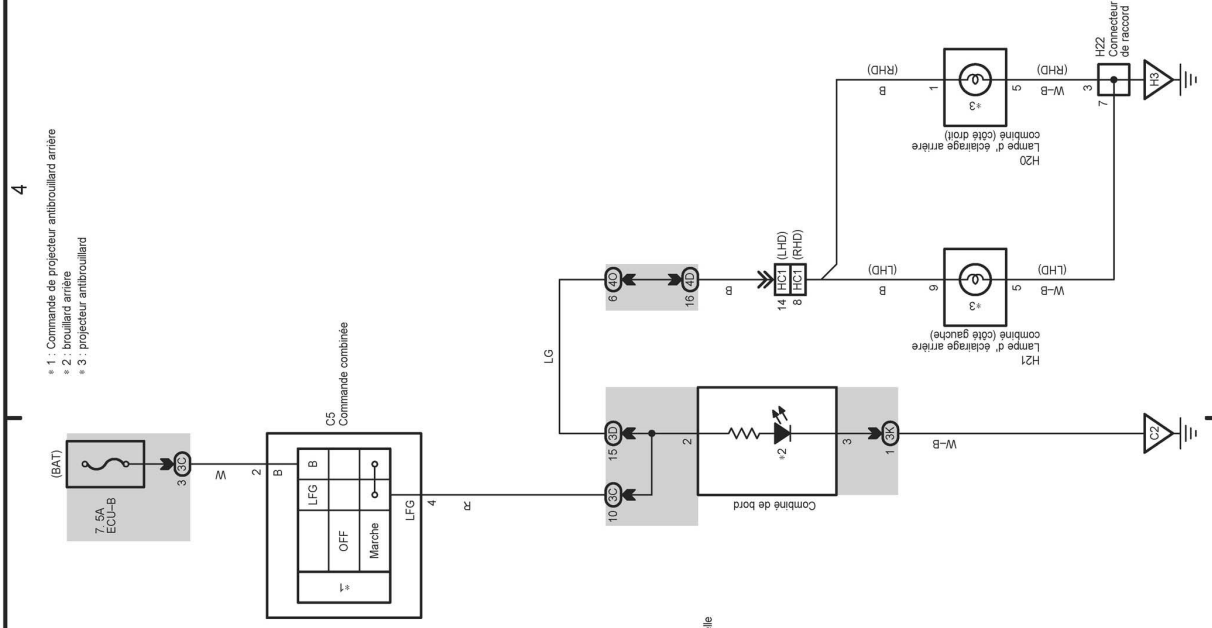 4
* 1 : Commande de projecteur antibrouillard arrière
* 2 : brouillard arrière
* 3 : projecteur antibrouillard
(BAT)
7. 5A
ECU–B
3
3C
W
2
B
C5
Commande combinée
LFG
B
OFF
Marche
*1
LFG
4
R
10
3C
15
3D
LG
6
4O
16
4D
B
14
HC1
(LHD)
8
HC1
(RHD)
2
*2
3
Combiné de bord
1
3K
W–B
C2
B
(LHD)
9
*3
5
W–B
(LHD)
H21
Lampe d' éclairage arrière
combiné (côté gauche)
B
(RHD)
1
*3
5
W–B
(RHD)
H20
Lampe d' éclairage arrière
combiné (côté droit)
3
7
H22
Connecteur
de raccord
H3
lle